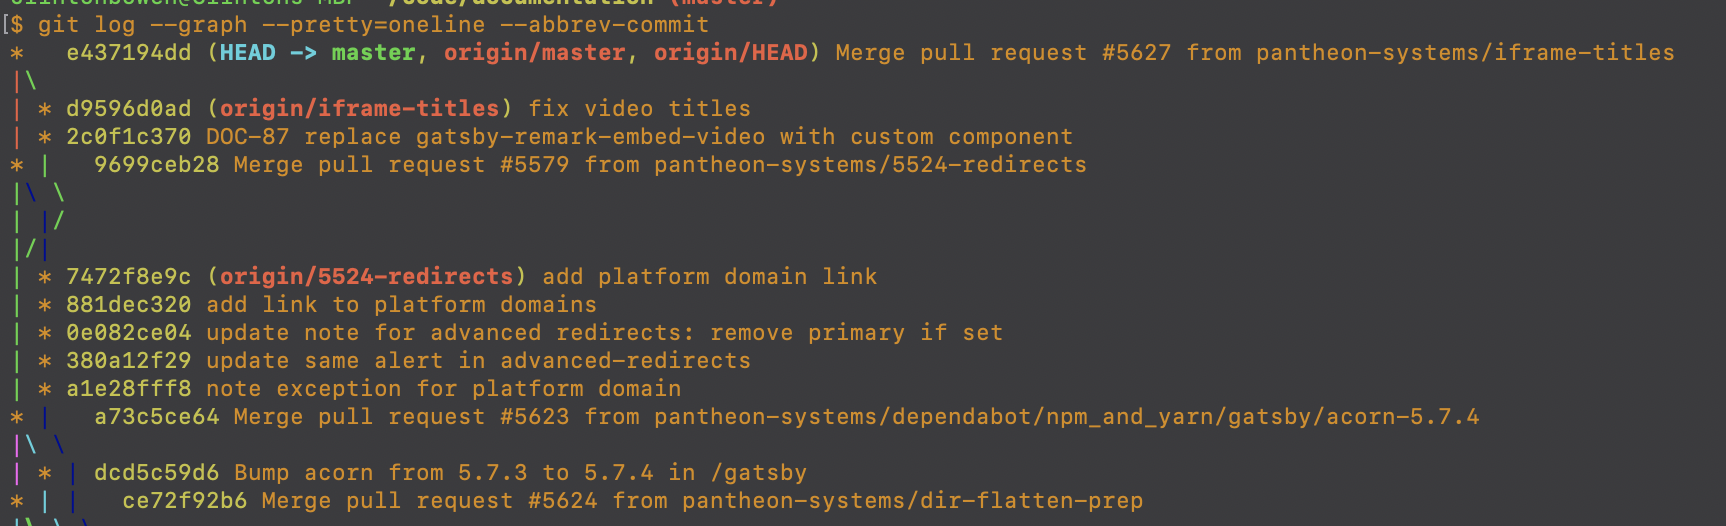 $ git log --graph --pretty=oneline --abbrev-commit
*   e437194dd (HEAD -> master, origin/master, origin/HEAD) Merge pull request #5627 from pantheon-systems/iframe-titles
|\
| * d9596d0ad (origin/iframe-titles) fix video titles
| * 2c0f1c370 DOC-87 replace gatsby-remark-embed-video with custom component
* |   9699ceb28 Merge pull request #5579 from pantheon-systems/5524-redirects
|\ \
| |/
|/|
| * 7472f8e9c (origin/5524-redirects) add platform domain link
| * 881dec320 add link to platform domains
| * 0e082ce04 update note for advanced redirects: remove primary if set
| * 380a12f29 update same alert in advanced-redirects
| * a1e28fff8 note exception for platform domain
* |   a73c5ce64 Merge pull request #5623 from pantheon-systems/dependabot/npm_and_yarn/gatsby/acorn-5.7.4
|\ \
| * | dcd5c59d6 Bump acorn from 5.7.3 to 5.7.4 in /gatsby
* | |   ce72f92b6 Merge pull request #5624 from pantheon-systems/dir-flatten-prep